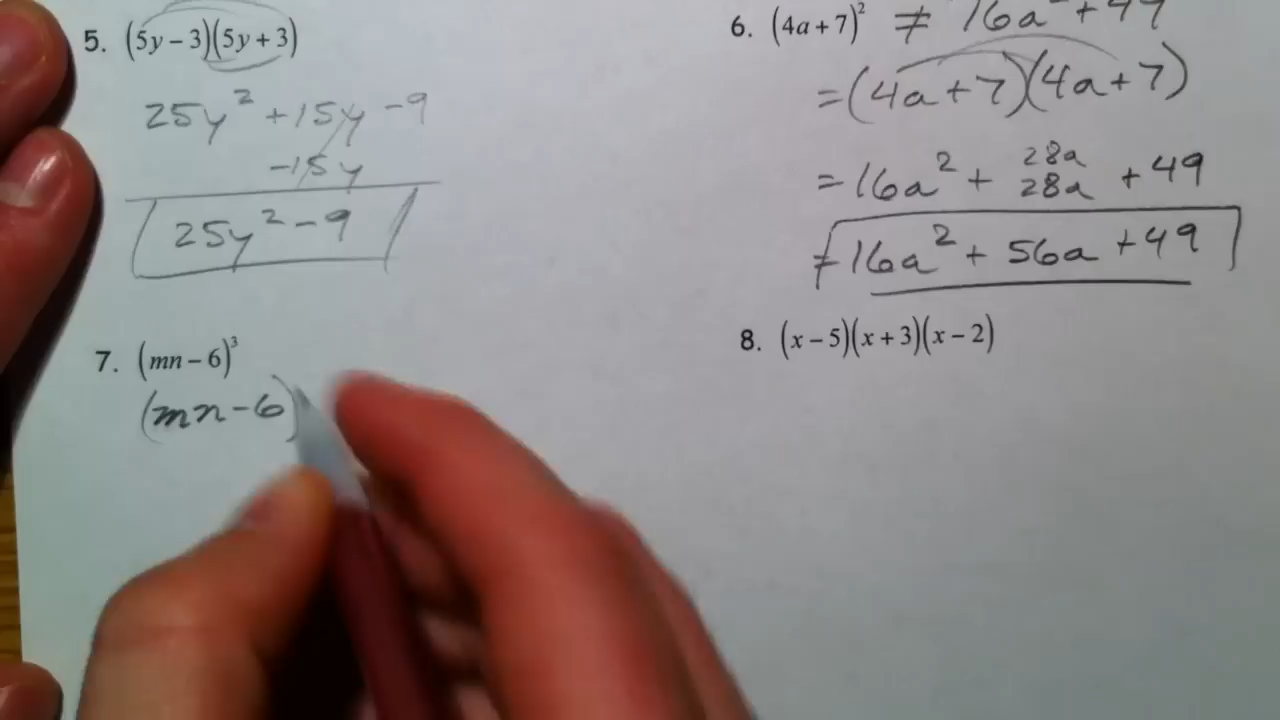 5. (5y − 3)(5y + 3)
25y² + 15y − 9
− 15y
25y² − 9
6. (4a + 7)² ≠ 16a² + 49
= (4a + 7)(4a + 7)
28a
= 16a² + 28a + 49
= 16a² + 56a + 49
7. (mn − 6)³
(mn − 6)
8. (x − 5)(x + 3)(x − 2)